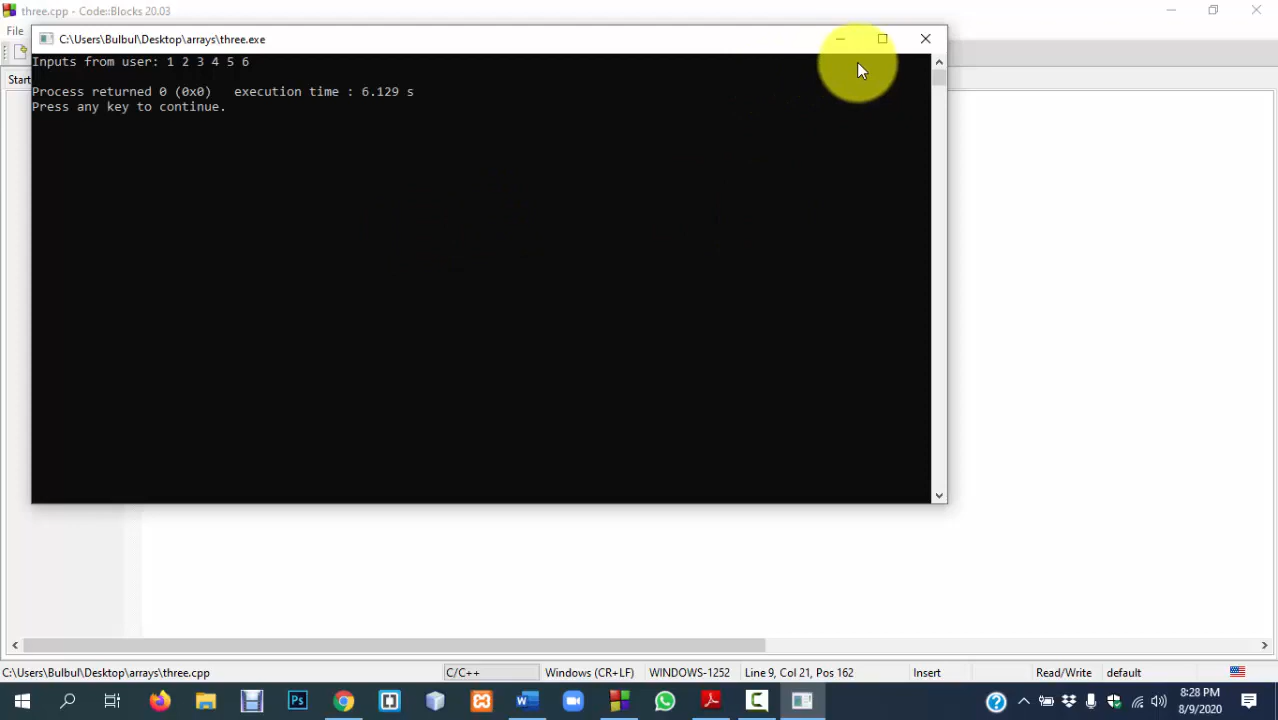 three.cpp - Code::Blocks 20.03
File
C:\Users\Bulbul\Desktop\arrays\three.exe
Start
Inputs from user: 1 2 3 4 5 6
Process returned 0 (0x0)   execution time : 6.129 s
Press any key to continue.
C:\Users\Bulbul\Desktop\arrays\three.cpp
C/C++
Windows (CR+LF)
WINDOWS-1252
Line 9, Col 21, Pos 162
Insert
Read/Write
default
Ps
8:28 PM
8/9/2020